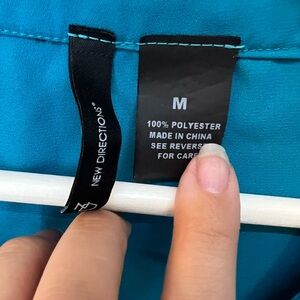 NEW DIRECTIONS®
M
100% POLYESTER
MADE IN CHINA
SEE REVERSE
FOR CARE